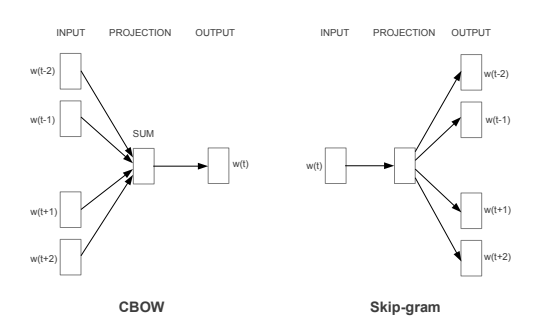 INPUT PROJECTION OUTPUT
w(t-2)
w(t-1)
SUM
w(t)
w(t+1)
w(t+2)
CBOW
INPUT PROJECTION OUTPUT
w(t-2)
w(t-1)
w(t)
w(t+1)
w(t+2)
Skip-gram